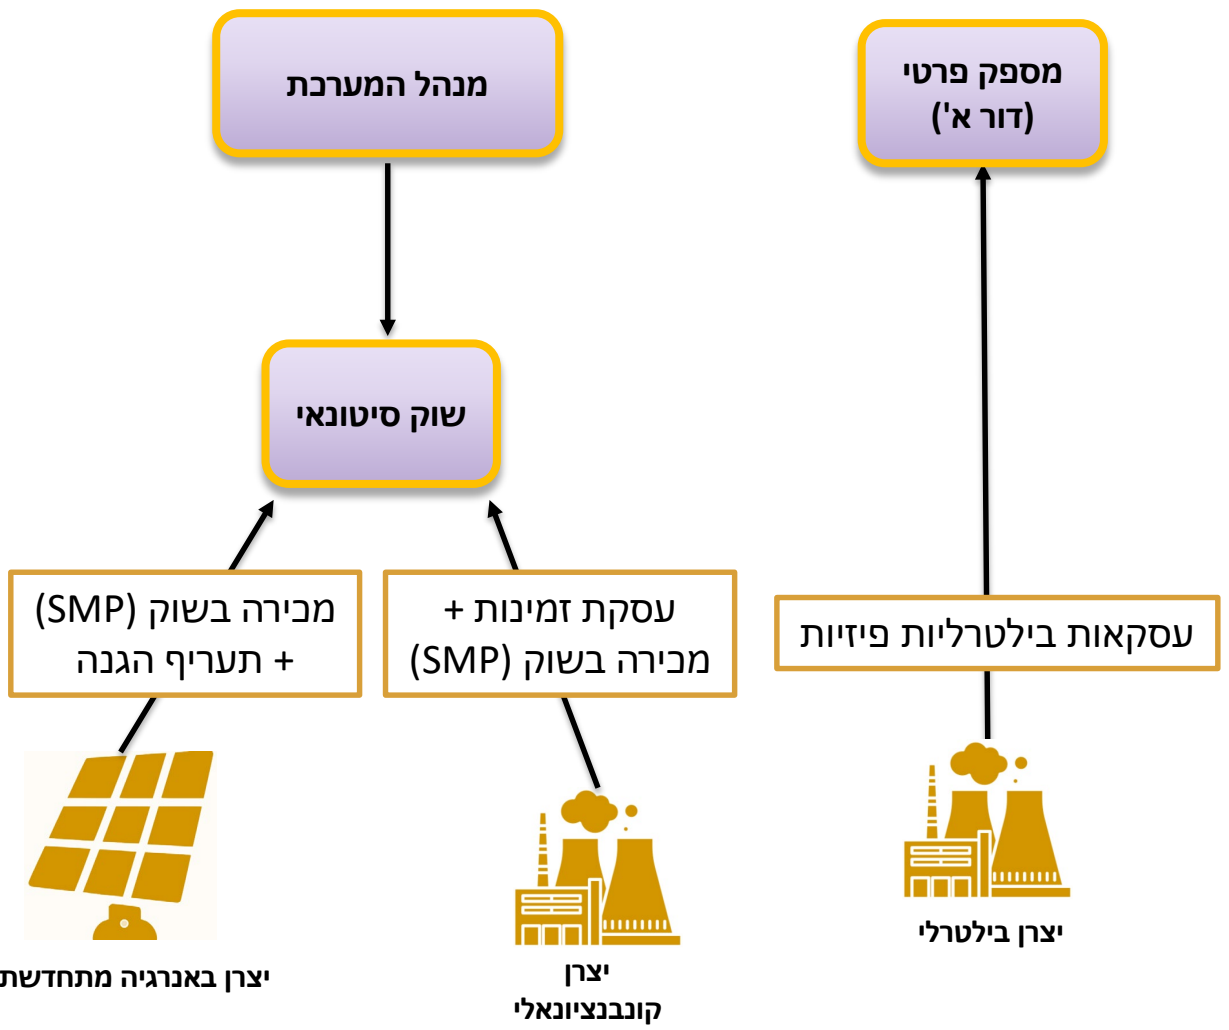 מספק פרטי
(דור א')
מנהל המערכת
שוק סיטונאי
עסקאות בילטרליות פיזיות
עסקת זמינות +
מכירה בשוק (SMP)
מכירה בשוק (SMP)
+ תעריף הגנה
יצרן בילטרלי
יצרן
קונבנציונאלי
יצרן באנרגיה מתחדשת